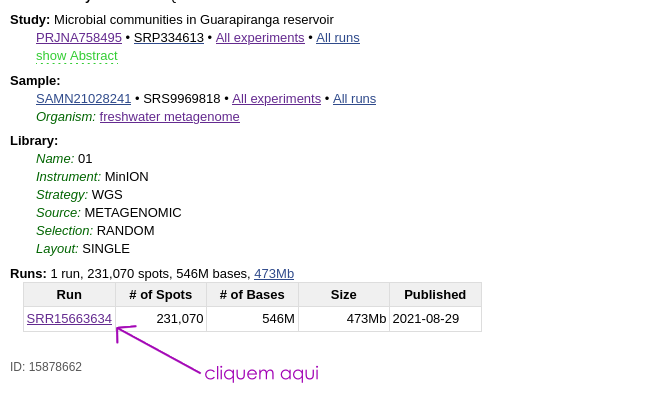 Study: Microbial communities in Guarapiranga reservoir
PRJNA758495 • SRP334613 • All experiments • All runs
show Abstract
Sample:
SAMN21028241 • SRS9969818 • All experiments • All runs
Organism: freshwater metagenome
Library:
Name: 01
Instrument: MinION
Strategy: WGS
Source: METAGENOMIC
Selection: RANDOM
Layout: SINGLE
Runs: 1 run, 231,070 spots, 546M bases, 473Mb
Run # of Spots # of Bases Size Published
SRR15663634 231,070 546M 473Mb 2021-08-29
ID: 15878662
cliquem aqui